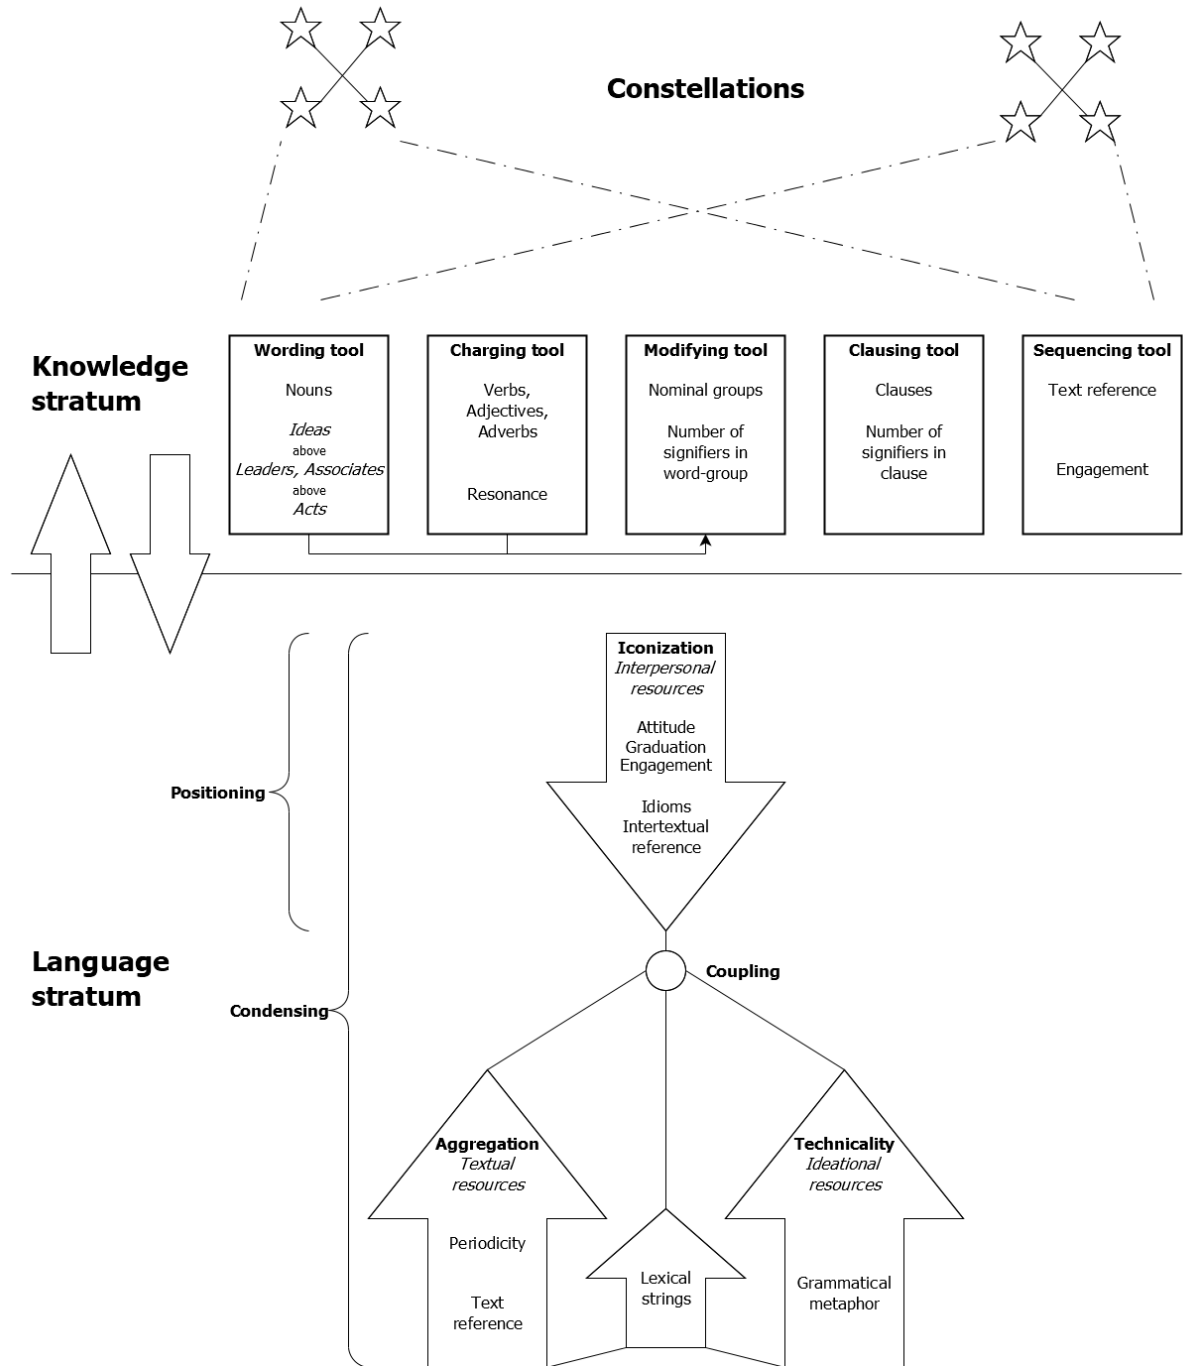 Constellations
Knowledge
stratum
Wording tool
Nouns
Ideas
above
Leaders, Associates
above
Acts
Charging tool
Verbs,
Adjectives,
Adverbs
Resonance
Modifying tool
Nominal groups
Number of
signifiers in
word-group
Clausing tool
Clauses
Number of
signifiers in
clause
Sequencing tool
Text reference
Engagement
Iconization
Interpersonal
resources
Attitude
Graduation
Engagement
Idioms
Intertextual
reference
Positioning
Language
stratum
Condensing
Coupling
Aggregation
Textual
resources
Periodicity
Text
reference
Lexical
strings
Technicality
Ideational
resources
Grammatical
metaphor